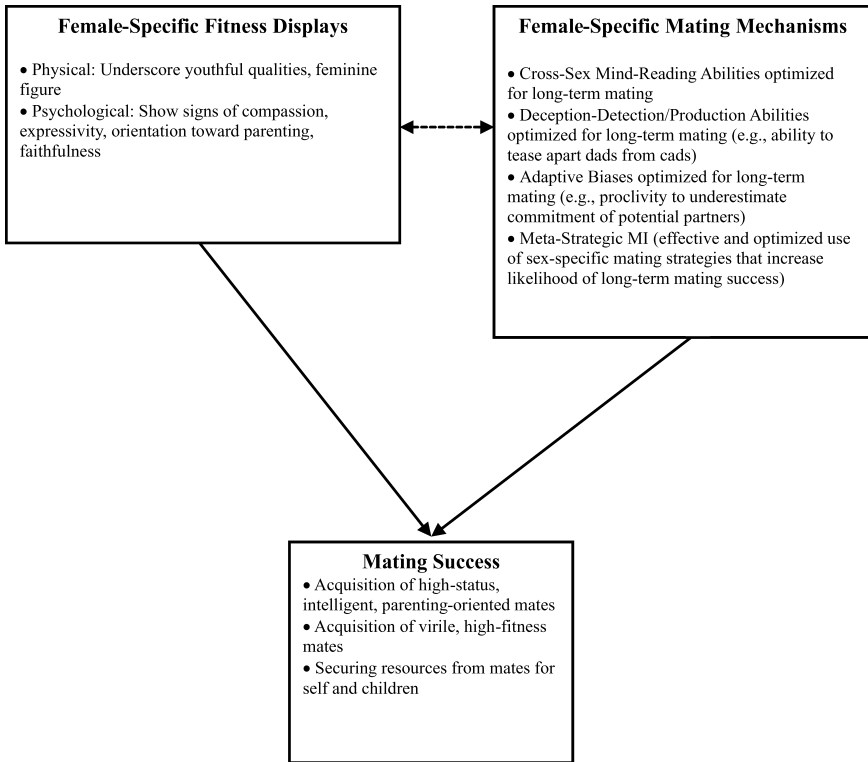 Female-Specific Fitness Displays
• Physical: Underscore youthful qualities, feminine
figure
• Psychological: Show signs of compassion,
expressivity, orientation toward parenting,
faithfulness
Female-Specific Mating Mechanisms
• Cross-Sex Mind-Reading Abilities optimized
for long-term mating
• Deception-Detection/Production Abilities
optimized for long-term mating (e.g., ability to
tease apart dads from cads)
• Adaptive Biases optimized for long-term
mating (e.g., proclivity to underestimate
commitment of potential partners)
• Meta-Strategic MI (effective and optimized use
of sex-specific mating strategies that increase
likelihood of long-term mating success)
Mating Success
• Acquisition of high-status,
intelligent, parenting-oriented mates
• Acquisition of virile, high-fitness
mates
• Securing resources from mates for
self and children